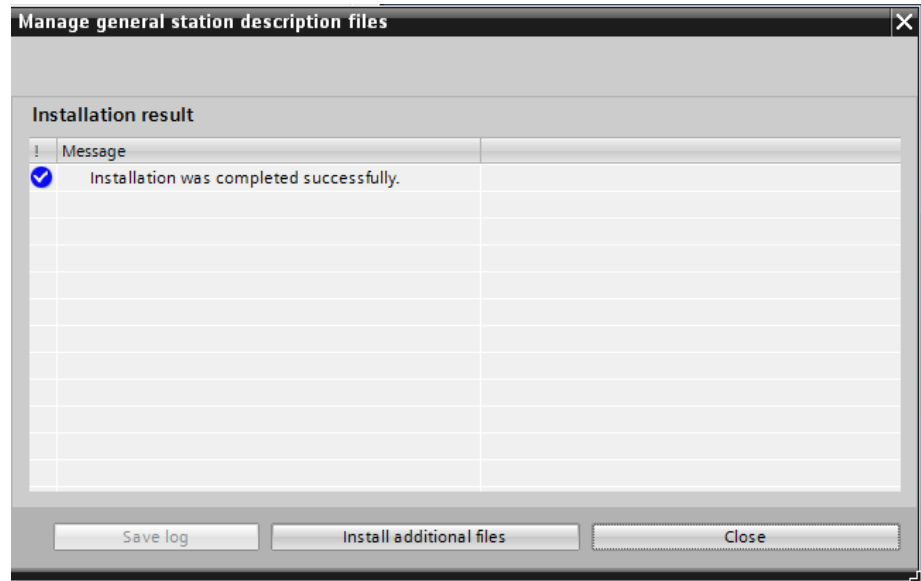 Manage general station description files
Installation result
! Message
Installation was completed successfully.
Save log
Install additional files
Close